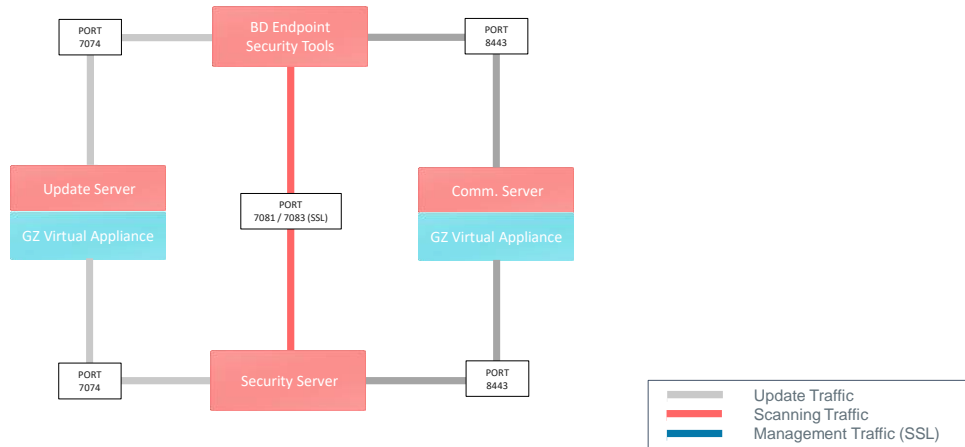 BD Endpoint
Security Tools
PORT
7074
PORT
8443
Update Server
GZ Virtual Appliance
PORT
7081 / 7083 (SSL)
Comm. Server
GZ Virtual Appliance
PORT
7074
Security Server
PORT
8443
Update Traffic
Scanning Traffic
Management Traffic (SSL)